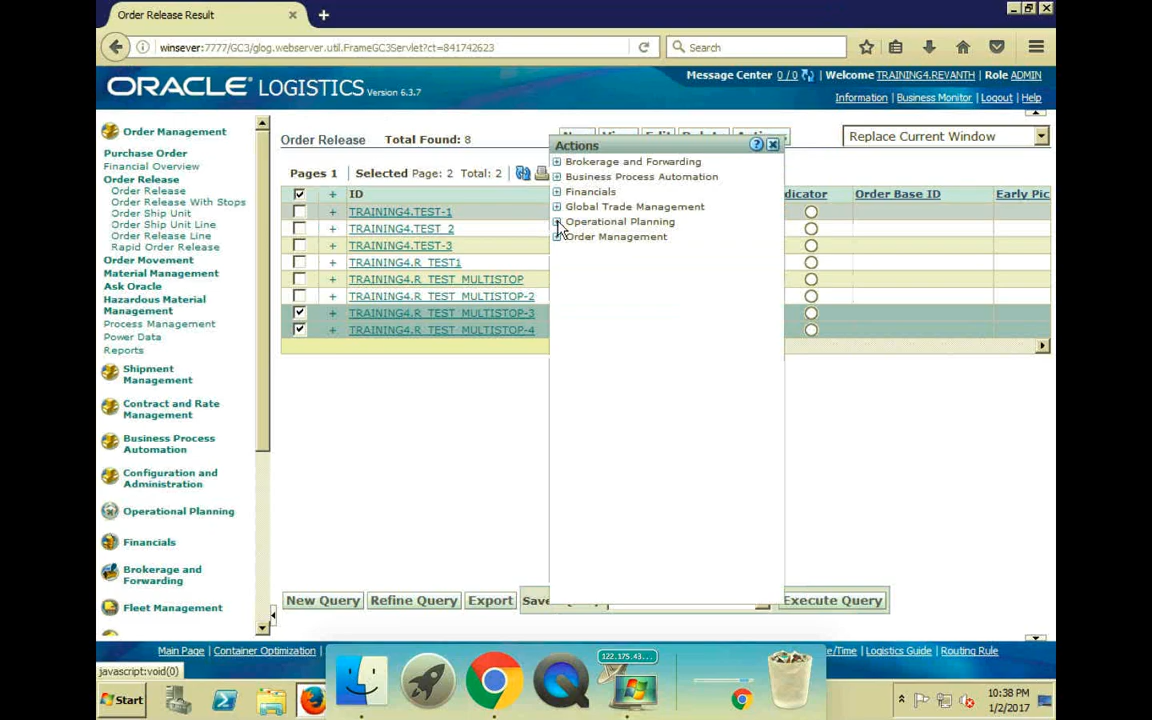 Order Release Result
winsever:7777/GC3/glog.webserver.util.FrameGC3Servlet?ct=841742623
Search
ORACLE LOGISTICS Version 6.3.7
Message Center 0 / 0 | Welcome TRAINING4.REVANTH | Role ADMIN
Information | Business Monitor | Logout | Help
Order Management
Purchase Order
Financial Overview
Order Release
Order Release
Order Release With Stops
Order Ship Unit
Order Ship Unit Line
Order Release Line
Rapid Order Release
Order Movement
Material Management
Ask Oracle
Hazardous Material
Management
Process Management
Power Data
Reports
Shipment
Management
Contract and Rate
Management
Business Process
Automation
Configuration and
Administration
Operational Planning
Financials
Brokerage and
Forwarding
Fleet Management
Order Release Total Found: 8
Replace Current Window
Pages 1 | Selected Page: 2 Total: 2
ID
dicator
Order Base ID
Early Pic
TRAINING4.TEST-1
TRAINING4.TEST_2
TRAINING4.TEST-3
TRAINING4.R_TEST1
TRAINING4.R_TEST_MULTISTOP
TRAINING4.R_TEST_MULTISTOP-2
TRAINING4.R_TEST_MULTISTOP-3
TRAINING4.R_TEST_MULTISTOP-4
Actions
Brokerage and Forwarding
Business Process Automation
Financials
Global Trade Management
Operational Planning
Order Management
New Query
Refine Query
Export
Save
Execute Query
Main Page | Container Optimization |
e/Time | Logistics Guide | Routing Rule
javascript:void(0)
122.175.43...
Start
10:38 PM
1/2/2017